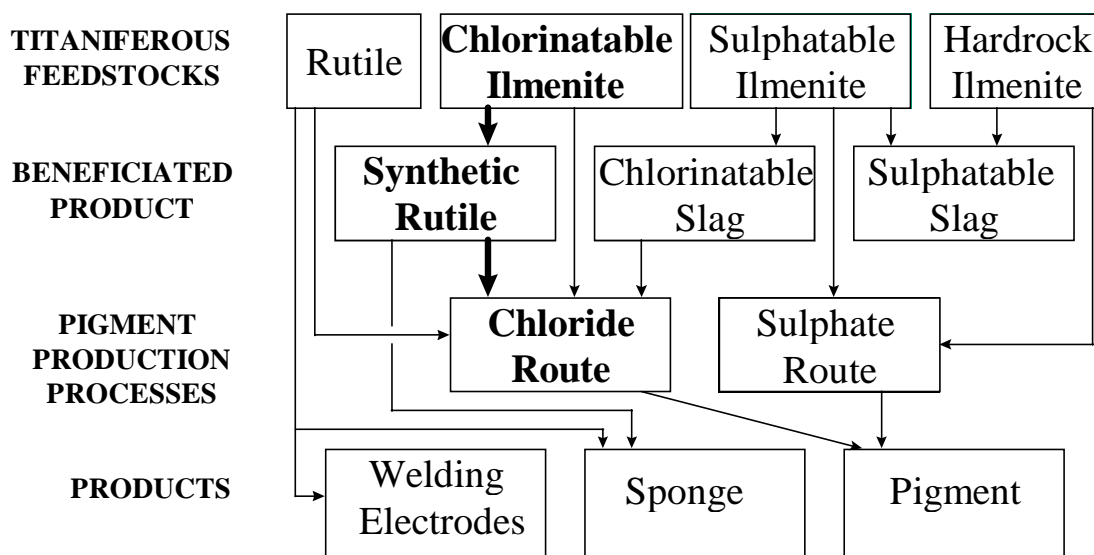 TITANIFEROUS
FEEDSTOCKS
Rutile
Chlorinatable
Ilmenite
Sulphatable
Ilmenite
Hardrock
Ilmenite
BENEFICIATED
PRODUCT
Synthetic
Rutile
Chlorinatable
Slag
Sulphatable
Slag
PIGMENT
PRODUCTION
PROCESSES
Chloride
Route
Sulphate
Route
PRODUCTS
Welding
Electrodes
Sponge
Pigment